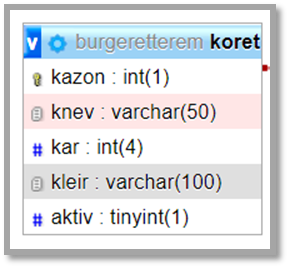 v burgeretterem koret
kazon : int(1)
knev : varchar(50)
# kar : int(4)
kleir : varchar(100)
# aktiv : tinyint(1)